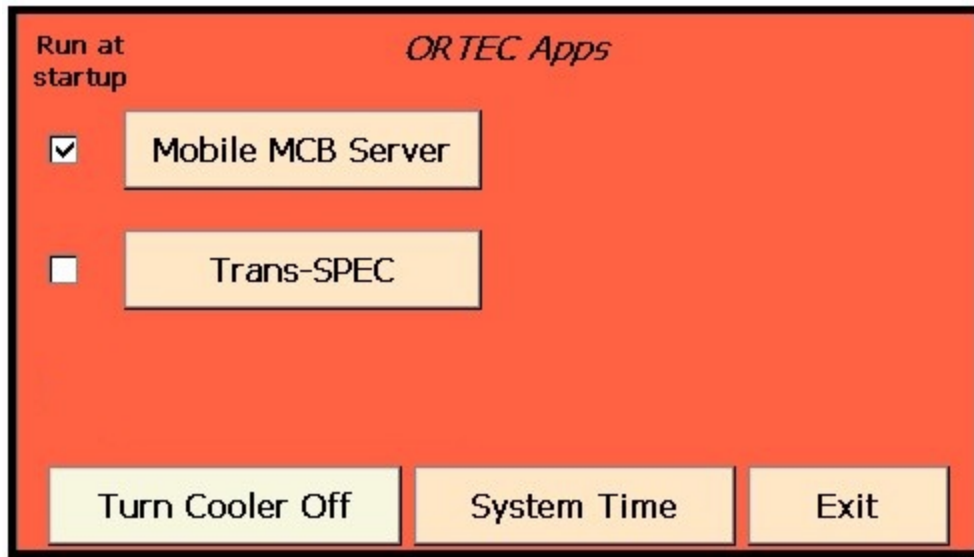 Run at
startup
ORTEC Apps
Mobile MCB Server
Trans-SPEC
Turn Cooler Off
System Time
Exit